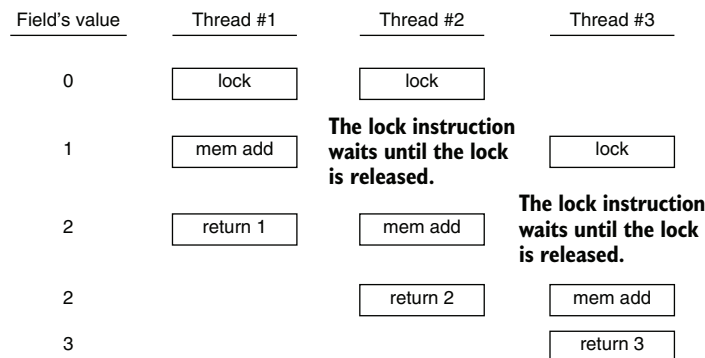 Field's value Thread #1 Thread #2 Thread #3
0 lock lock
The lock instruction
1 mem add waits until the lock lock
is released.
The lock instruction
2 return 1 mem add waits until the lock
is released.
2 return 2 mem add
3 return 3